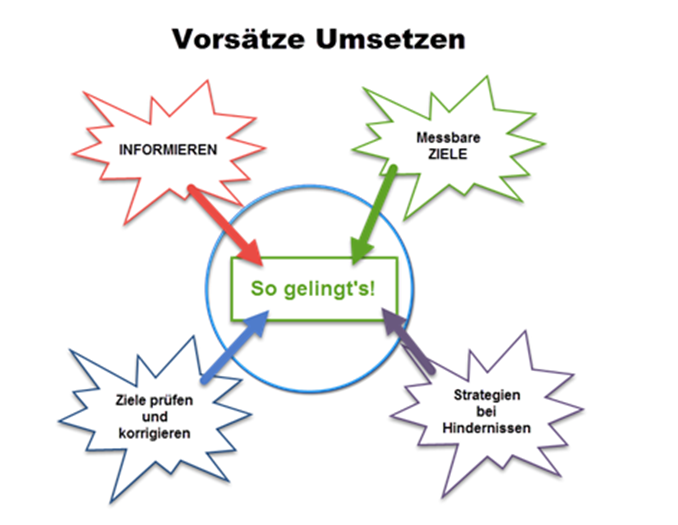 Vorsätze Umsetzen
INFORMIEREN
Messbare
ZIELE
So gelingt's!
Ziele prüfen
und
korrigieren
Strategien
bei
Hindernissen